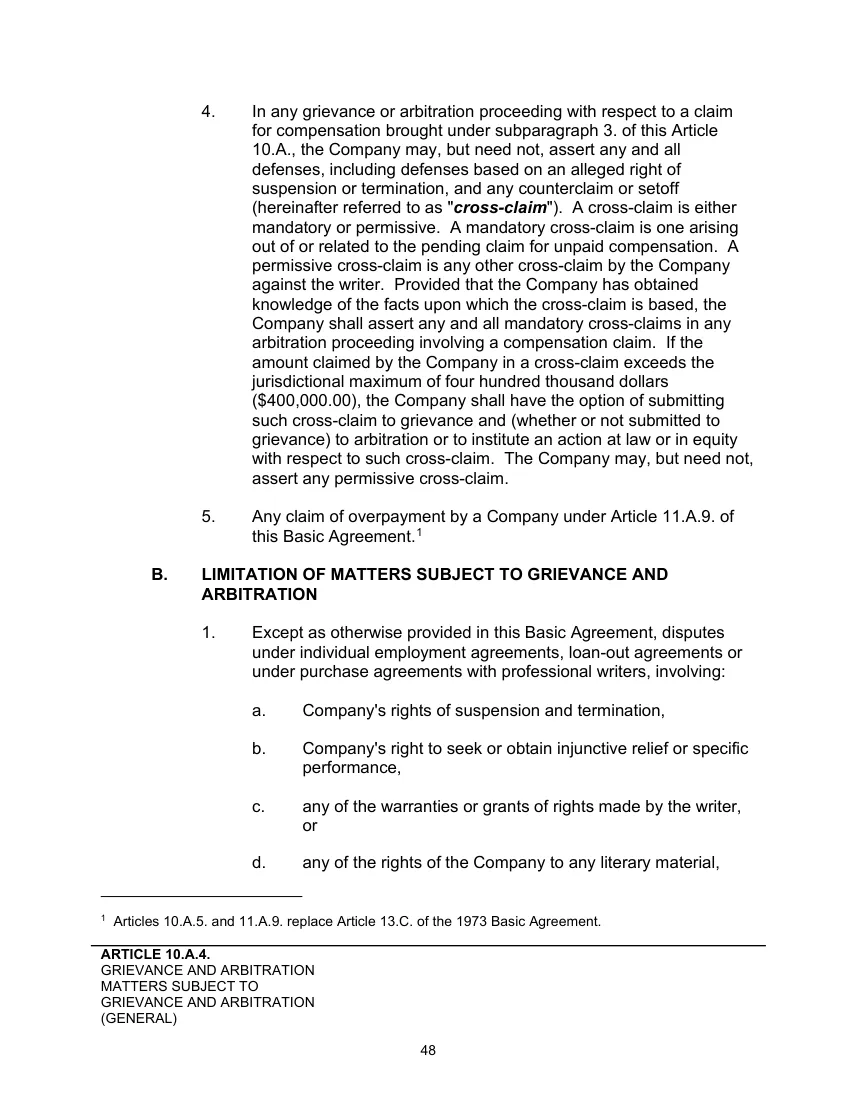 4. In any grievance or arbitration proceeding with respect to a claim
for compensation brought under subparagraph 3. of this Article
10.A., the Company may, but need not, assert any and all
defenses, including defenses based on an alleged right of
suspension or termination, and any counterclaim or setoff
(hereinafter referred to as "cross-claim"). A cross-claim is either
mandatory or permissive. A mandatory cross-claim is one arising
out of or related to the pending claim for unpaid compensation. A
permissive cross-claim is any other cross-claim by the Company
against the writer. Provided that the Company has obtained
knowledge of the facts upon which the cross-claim is based, the
Company shall assert any and all mandatory cross-claims in any
arbitration proceeding involving a compensation claim. If the
amount claimed by the Company in a cross-claim exceeds the
jurisdictional maximum of four hundred thousand dollars
($400,000.00), the Company shall have the option of submitting
such cross-claim to grievance and (whether or not submitted to
grievance) to arbitration or to institute an action at law or in equity
with respect to such cross-claim. The Company may, but need not,
assert any permissive cross-claim.
5. Any claim of overpayment by a Company under Article 11.A.9. of
this Basic Agreement.1
B. LIMITATION OF MATTERS SUBJECT TO GRIEVANCE AND
ARBITRATION
1. Except as otherwise provided in this Basic Agreement, disputes
under individual employment agreements, loan-out agreements or
under purchase agreements with professional writers, involving:
a. Company's rights of suspension and termination,
b. Company's right to seek or obtain injunctive relief or specific
performance,
c. any of the warranties or grants of rights made by the writer,
or
d. any of the rights of the Company to any literary material,
1 Articles 10.A.5. and 11.A.9. replace Article 13.C. of the 1973 Basic Agreement.
ARTICLE 10.A.4.
GRIEVANCE AND ARBITRATION
MATTERS SUBJECT TO
GRIEVANCE AND ARBITRATION
(GENERAL)
48